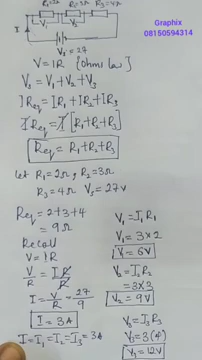 Graphix
08150594314
R₁=2Ω R₂=3Ω R₃=4Ω
I
V₁ V₂ V₃
Vs = 27
V=IR [Ohms law]
Vs = V₁+V₂+V₃
IReq = IR₁+IR₂+IR₃
IReq = I[R₁+R₂+R₃]
Req = R₁+R₂+R₃
let R₁=2Ω, R₂=3Ω
R₃=4Ω Vs=27V
Req = 2+3+4
= 9Ω
Recall
V=IR
V/R = IR/R
I = V/R = 27/9
I = 3A
I=I₁=I₂=I₃=3A
V₁=I₁R₁
V₁=3×2
V₁=6V
V₂=I₂R₂
=3×3
V₂=9V
V₃=I₃R₃
V₃=3(4)
V₃=12V